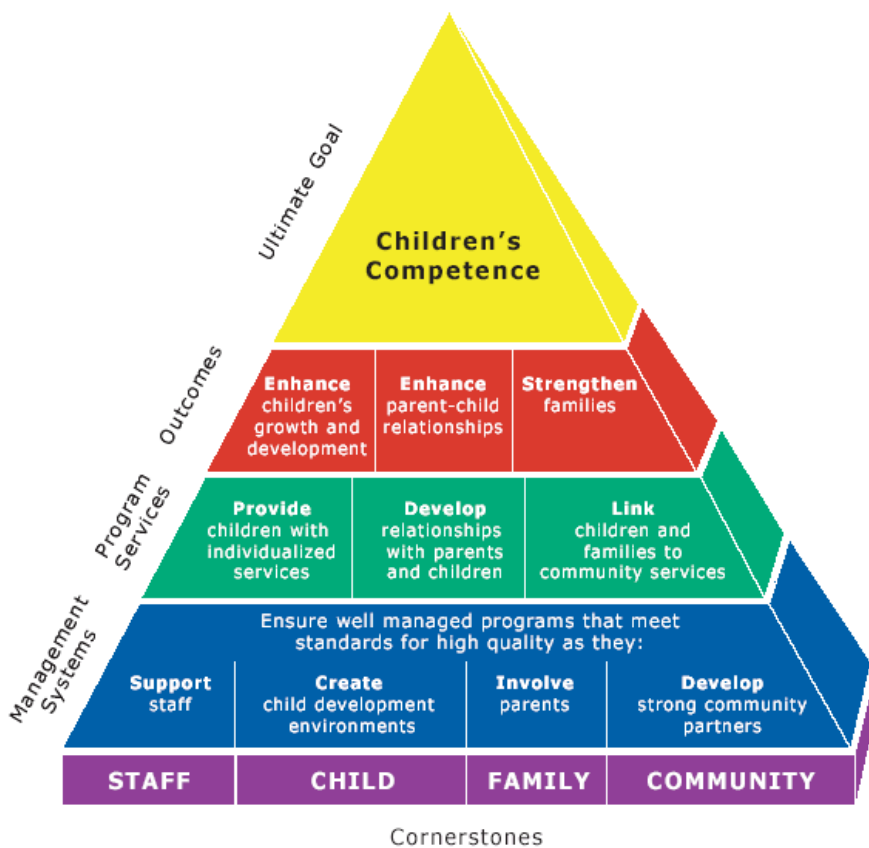 Ultimate Goal
Children's
Competence
Outcomes
Enhance
children's
growth and
development
Enhance
parent-child
relationships
Strengthen
families
Program
Services
Provide
children with
individualized
services
Develop
relationships
with parents
and children
Link
children and
families to
community services
Management
Systems
Ensure well managed programs that meet
standards for high quality as they:
Support
staff
Create
child development
environments
Involve
parents
Develop
strong community
partners
STAFF
CHILD
FAMILY
COMMUNITY
Cornerstones